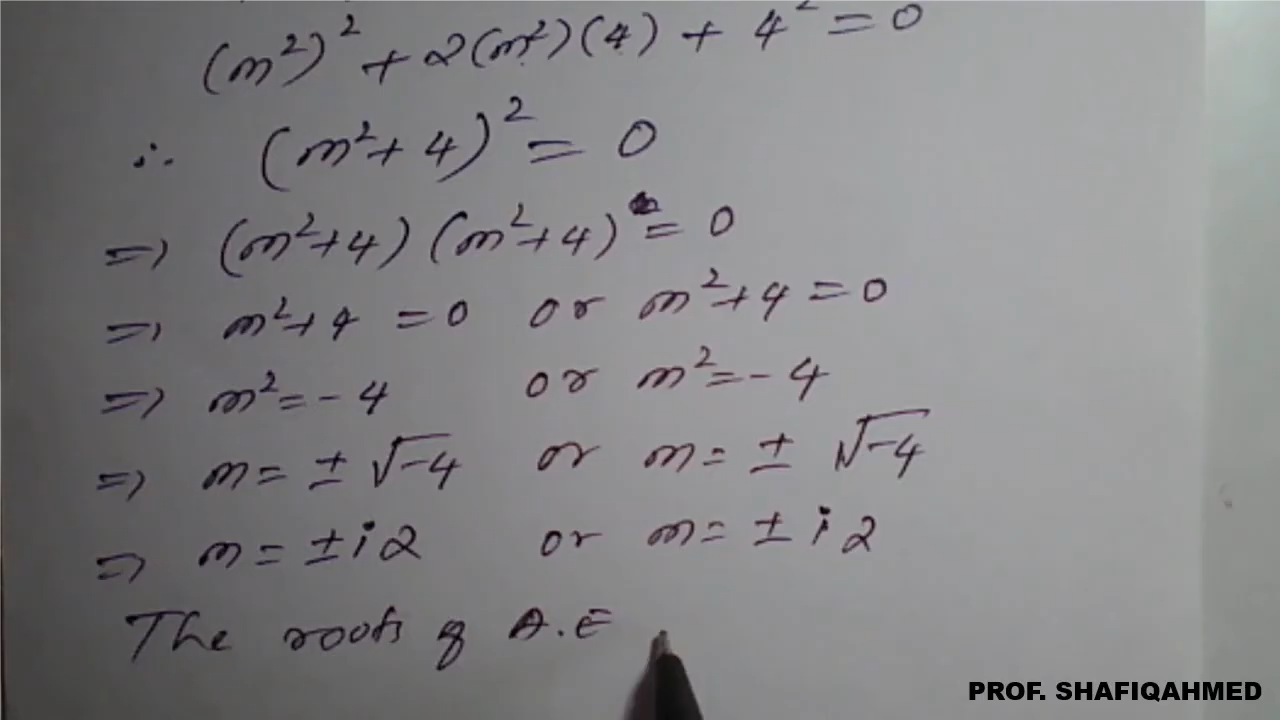 (m²)² + 2(m²)(4) + 4² = 0
∴ (m²+4)² = 0
⇒ (m²+4) (m²+4) = 0
⇒ m²+4 = 0 or m²+4 = 0
⇒ m² = -4 or m² = -4
⇒ m = ± √-4 or m = ± √-4
⇒ m = ± i2 or m = ± i2
The roots of A.E
PROF. SHAFIQAHMED